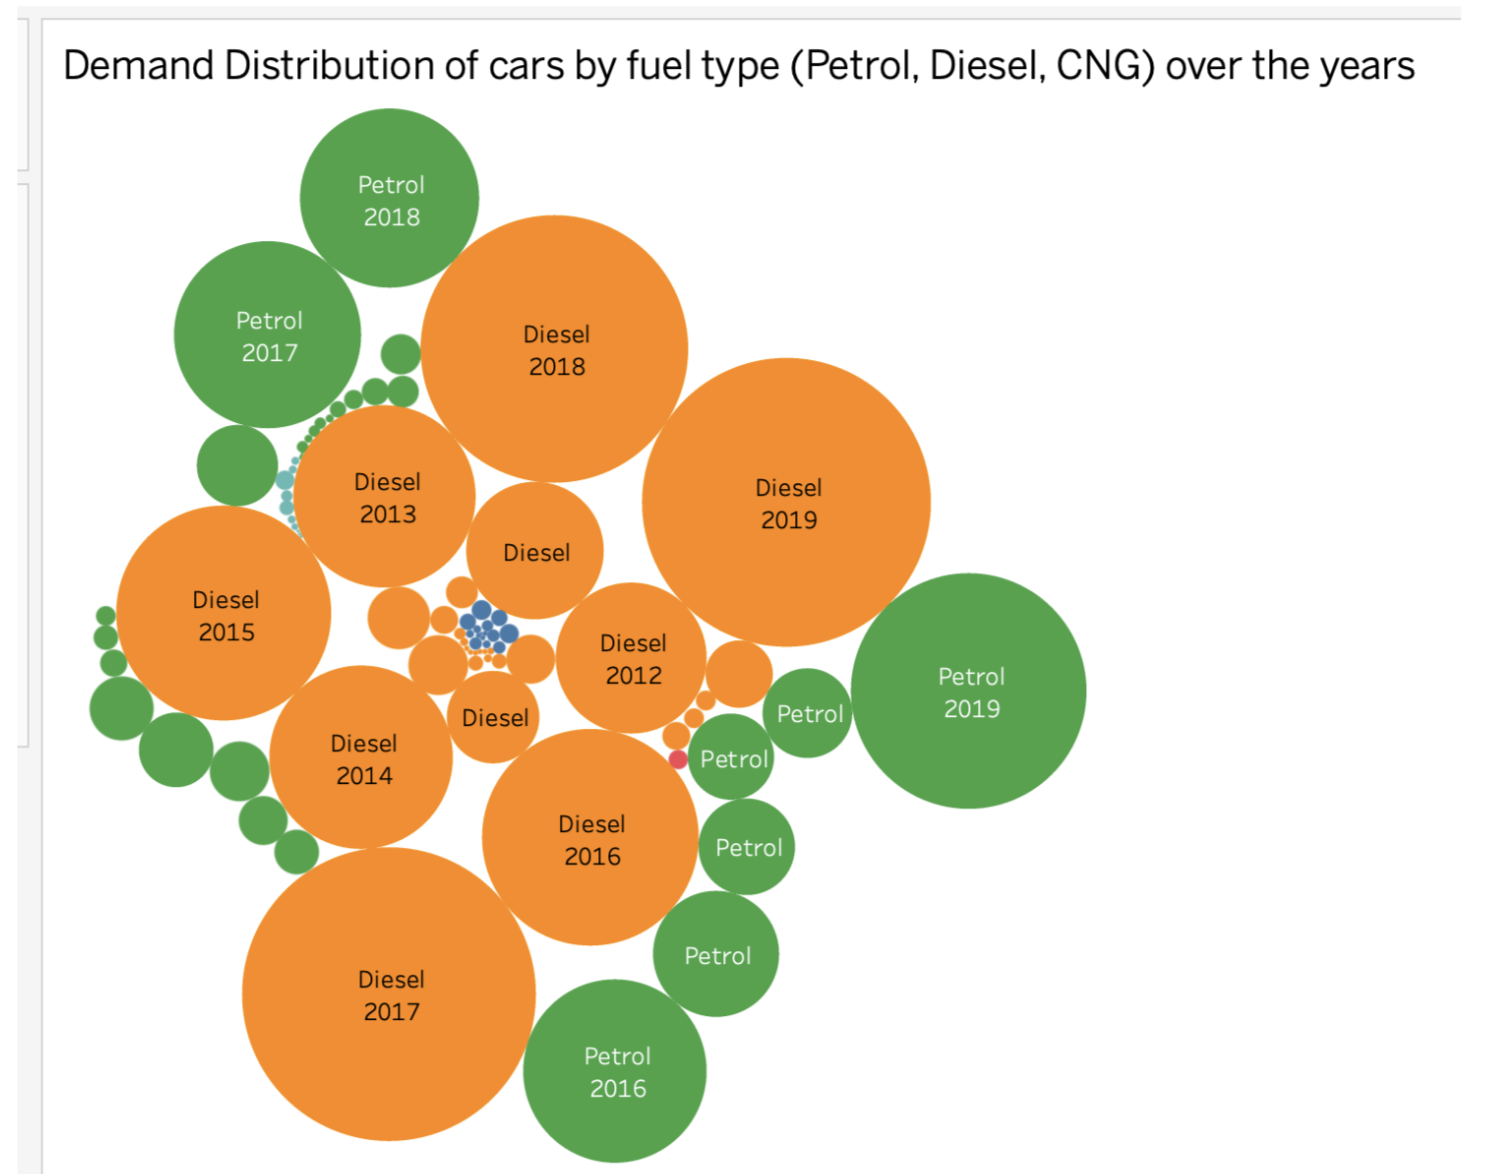 Demand Distribution of cars by fuel type (Petrol, Diesel, CNG) over the years
Petrol
2018
Petrol
2017
Diesel
2018
Diesel
2013
Diesel
2019
Diesel
Diesel
2015
Diesel
2012
Petrol
2019
Diesel
Petrol
Diesel
2014
Petrol
Diesel
2016
Petrol
Petrol
Diesel
2017
Petrol
2016